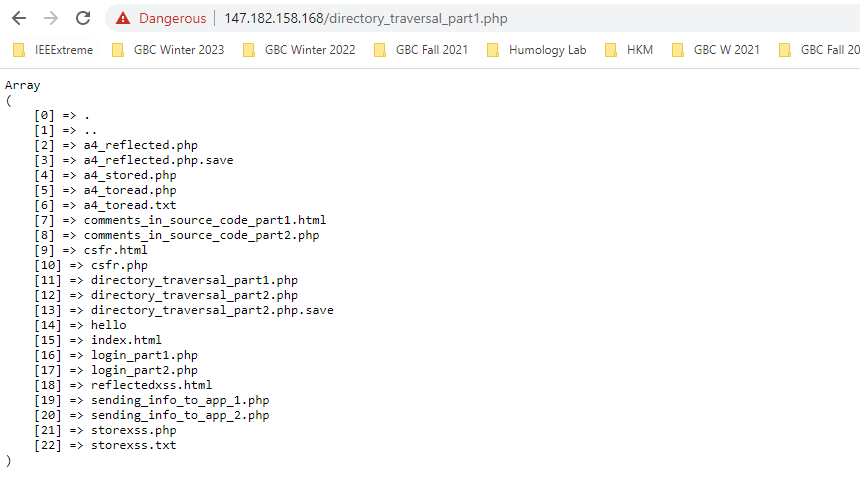 Dangerous | 147.182.158.168/directory_traversal_part1.php
IEEExtreme GBC Winter 2023 GBC Winter 2022 GBC Fall 2021 Humology Lab HKM GBC W 2021 GBC Fall 20
Array
(
    [0] => .
    [1] => ..
    [2] => a4_reflected.php
    [3] => a4_reflected.php.save
    [4] => a4_stored.php
    [5] => a4_toread.php
    [6] => a4_toread.txt
    [7] => comments_in_source_code_part1.html
    [8] => comments_in_source_code_part2.php
    [9] => csfr.html
    [10] => csfr.php
    [11] => directory_traversal_part1.php
    [12] => directory_traversal_part2.php
    [13] => directory_traversal_part2.php.save
    [14] => hello
    [15] => index.html
    [16] => login_part1.php
    [17] => login_part2.php
    [18] => reflectedxss.html
    [19] => sending_info_to_app_1.php
    [20] => sending_info_to_app_2.php
    [21] => storexss.php
    [22] => storexss.txt
)